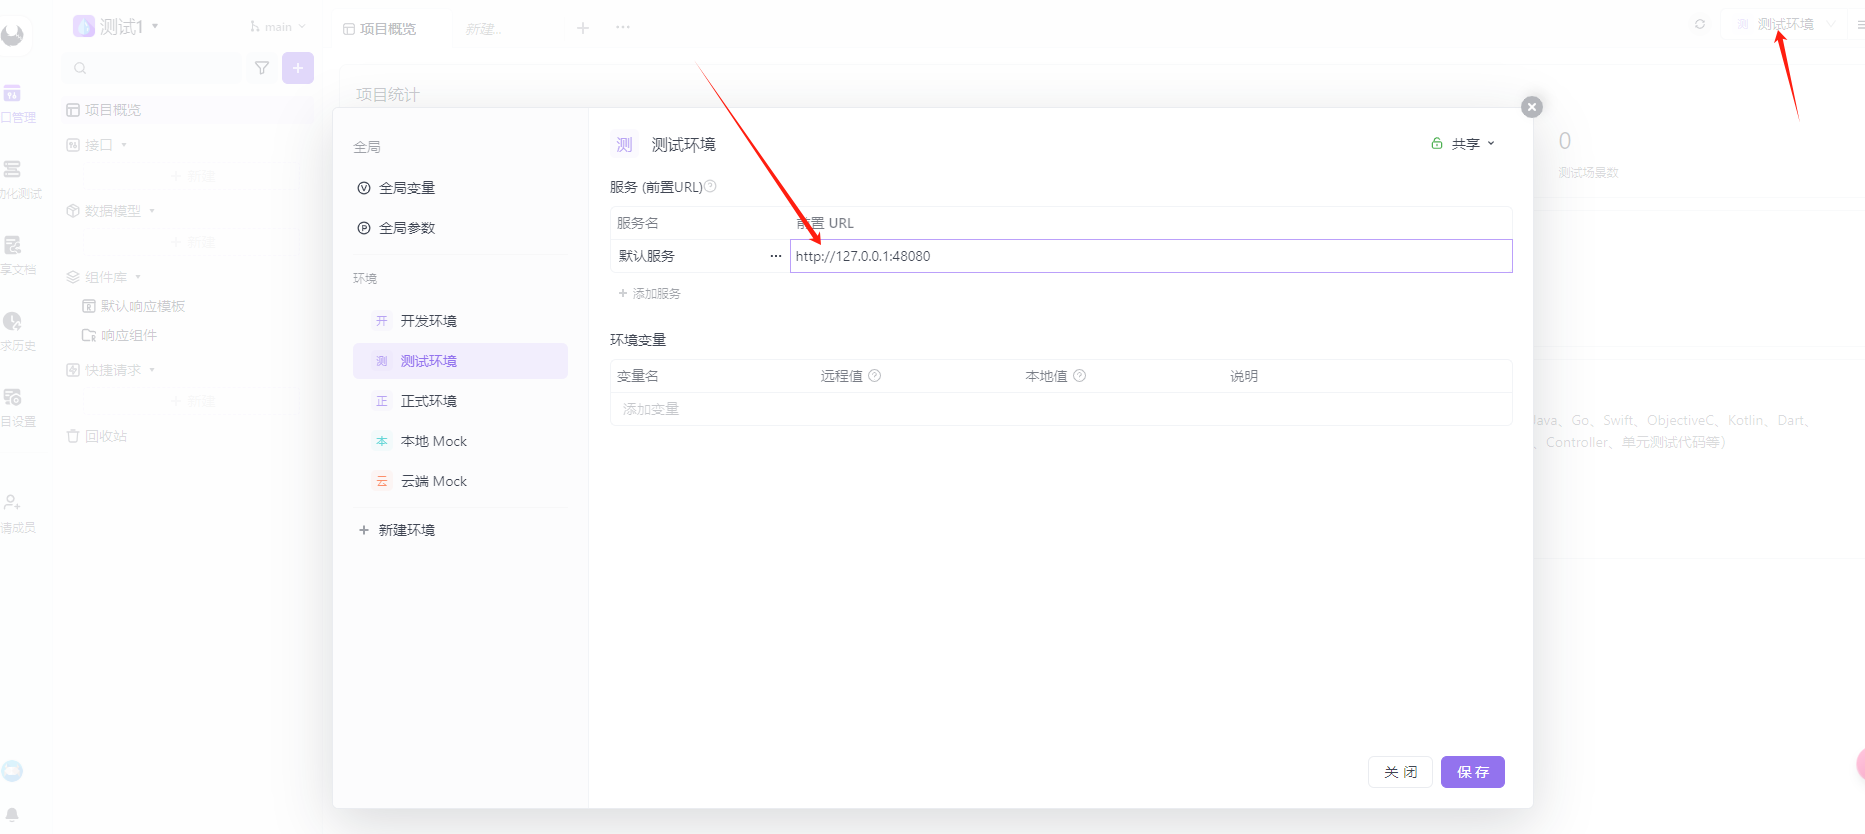 测试1
main
项目概览
新建..
测试环境
项目统计
项目概览
口管理
接口
新建
数据模型
新建
组件库
默认响应模板
响应组件
快捷请求
新建
回收站
动化测试
享文档
求历史
目设置
请成员
全局
全局变量
全局参数
环境
开 开发环境
测 测试环境
正 正式环境
本 本地 Mock
云 云端 Mock
新建环境
测 测试环境
共享
服务 (前置URL)
服务名 前置 URL
默认服务 http://127.0.0.1:48080
添加服务
环境变量
变量名 远程值 本地值 说明
添加变量
关 闭
保 存
0
测试场景数
Java、Go、Swift、ObjectiveC、Kotlin、Dart、
、Controller、单元测试代码等)